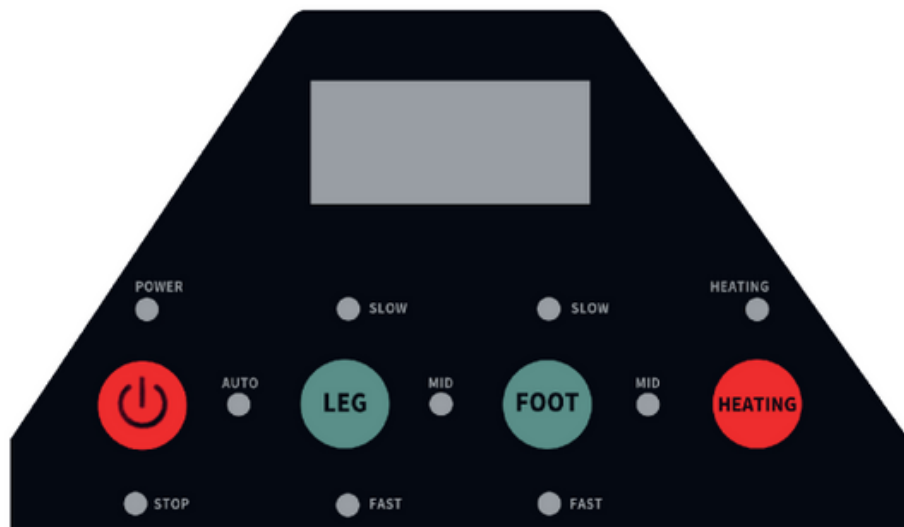 POWER
HEATING
SLOW
SLOW
AUTO
MID
MID
LEG
FOOT
HEATING
STOP
FAST
FAST